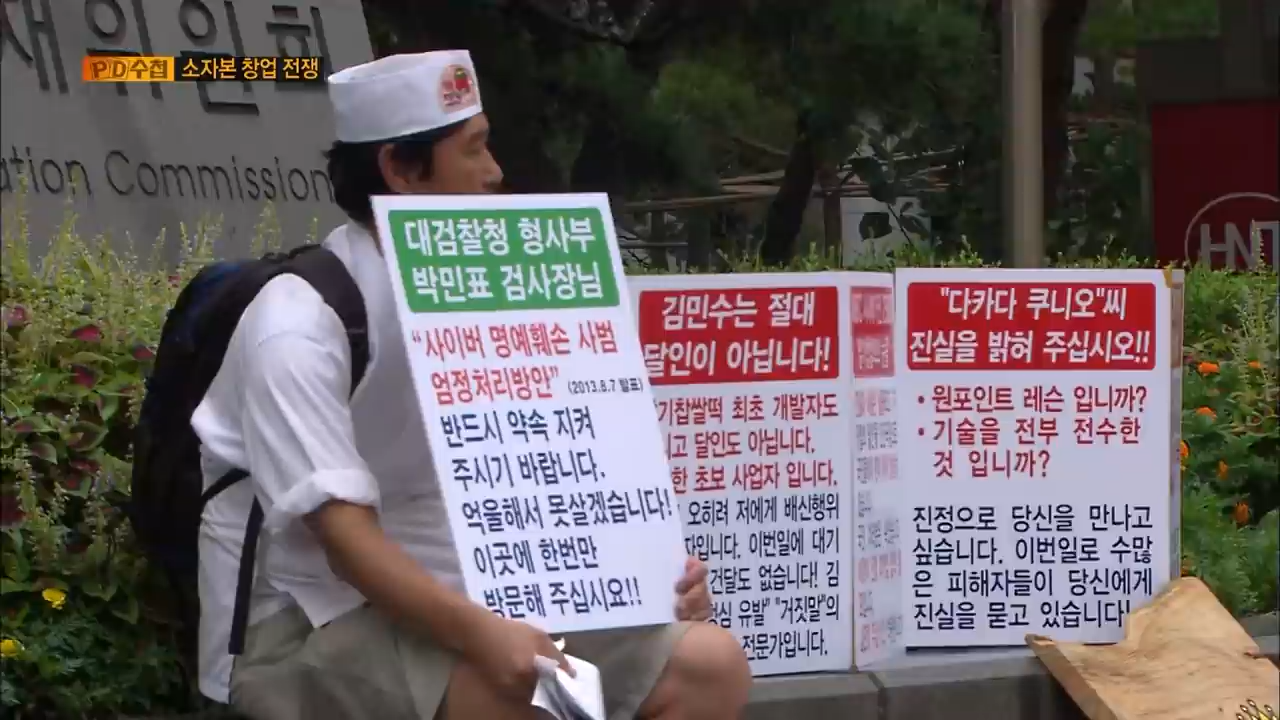 PD수첩 소자본 창업 전쟁
재위원회
ation Commission
대검찰청 형사부
박민표 검사장님
"사이버 명예훼손 사범
엄정처리방안" (2013.8.7 발표)
반드시 약속 지켜
주시기 바랍니다.
억울해서 못살겠습니다!
이곳에 한번만
방문해 주십시요!!
김민수는 절대
달인이 아닙니다!
기찹쌀떡 최초 개발자도
고 달인도 아닙니다.
한 초보 사업자 입니다.
오히려 저에게 배신행위
자입니다. 이번일에 대기
건달도 없습니다! 김
심 유발" "거짓말"의
전문가입니다.
"다카다 쿠니오"씨
진실을 밝혀 주십시오!!
• 원포인트 레슨 입니까?
• 기술을 전부 전수한
것 입니까?
진정으로 당신을 만나고
싶습니다. 이번일로 수많
은 피해자들이 당신에게
진실을 묻고 있습니다!
HNT